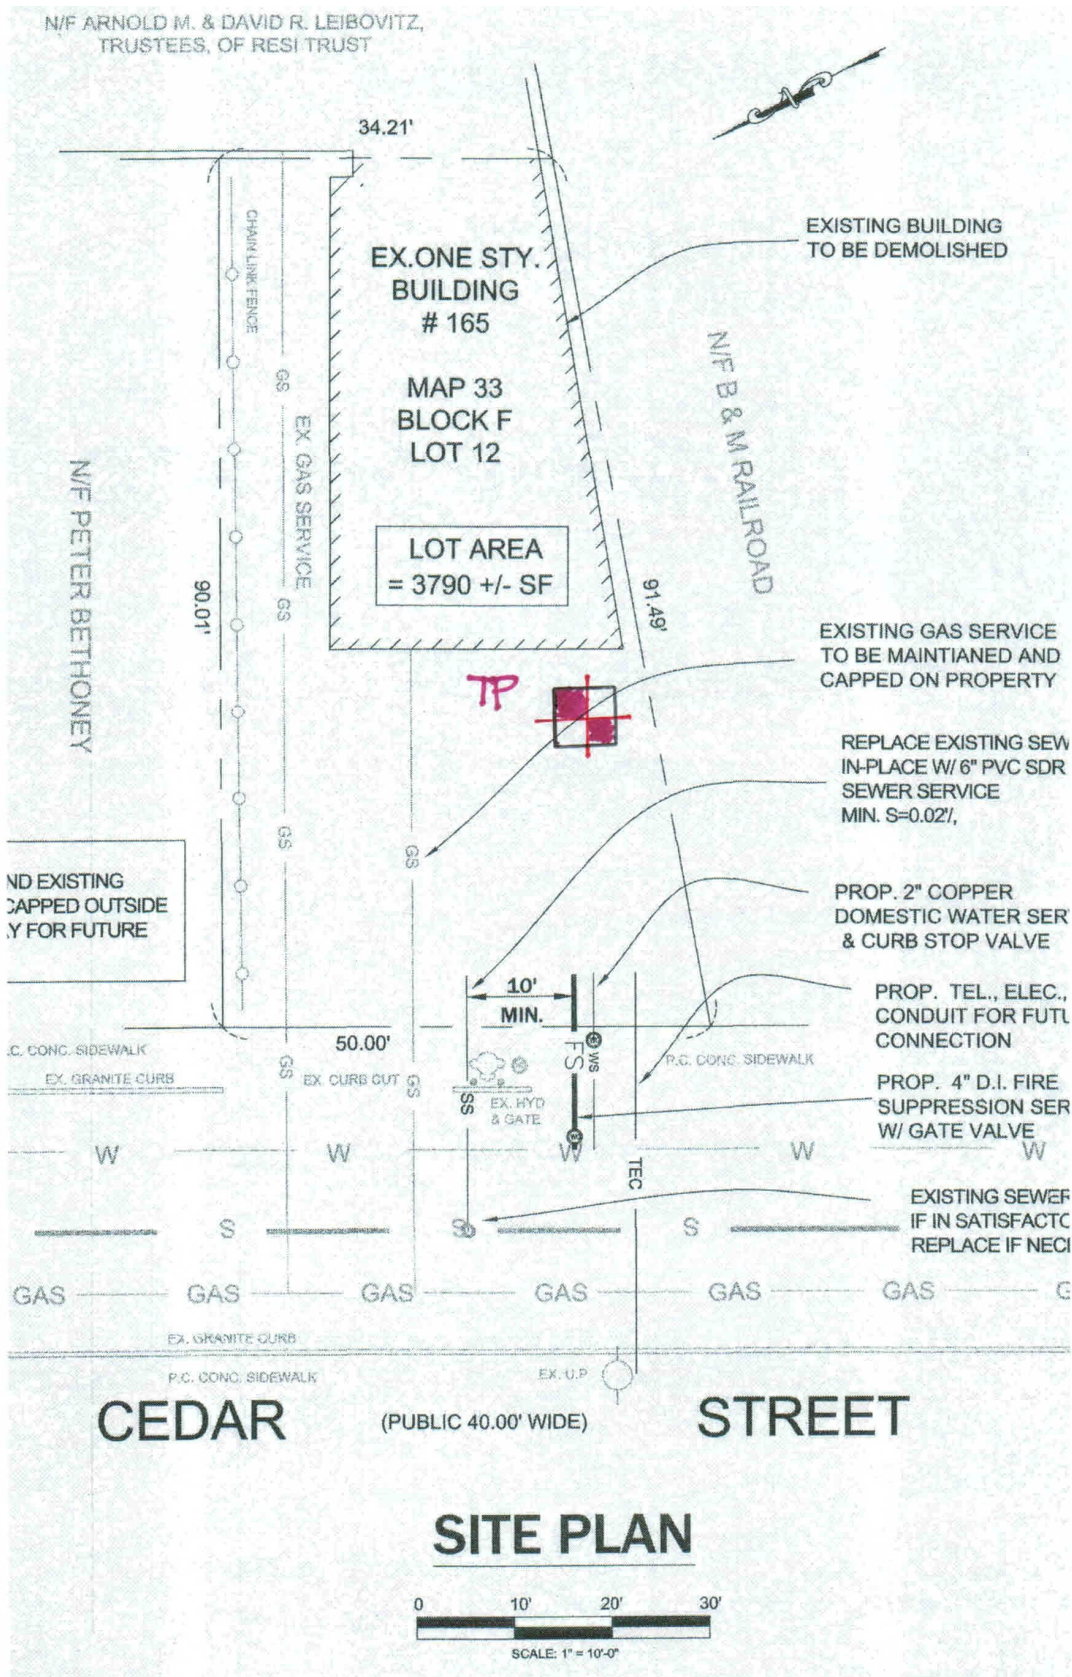 N/F ARNOLD M. & DAVID R. LEIBOVITZ,
TRUSTEES, OF RESI TRUST
34.21'
N
EXISTING BUILDING
TO BE DEMOLISHED
CHAIN LINK FENCE
EX.ONE STY.
BUILDING
# 165
MAP 33
BLOCK F
LOT 12
LOT AREA
= 3790 +/- SF
GS
EX GAS SERVICE
GS
N/F B & M RAILROAD
N/F PETER BETHONEY
90.01'
91.49'
EXISTING GAS SERVICE
TO BE MAINTIANED AND
CAPPED ON PROPERTY
TP
REPLACE EXISTING SEW
IN-PLACE W/ 6" PVC SDR
SEWER SERVICE
MIN. S=0.02'/,
GS
GS
ND EXISTING
CAPPED OUTSIDE
Y FOR FUTURE
PROP. 2" COPPER
DOMESTIC WATER SER
& CURB STOP VALVE
10'
MIN.
PROP. TEL., ELEC.,
CONDUIT FOR FUTU
CONNECTION
50.00'
.C. CONC. SIDEWALK
EX. GRANITE CURB
GS
EX. CURB CUT
GS
SS
EX. HYD
& GATE
FS
WS
P.C. CONC. SIDEWALK
PROP. 4" D.I. FIRE
SUPPRESSION SER
W/ GATE VALVE
W W W W W
TEC
S S S
EXISTING SEWER
IF IN SATISFACTO
REPLACE IF NECE
GAS GAS GAS GAS GAS GAS G
EX. GRANITE CURB
P.C. CONC. SIDEWALK
EX. U.P
CEDAR (PUBLIC 40.00' WIDE) STREET
SITE PLAN
0 10' 20' 30'
SCALE: 1" = 10'-0"